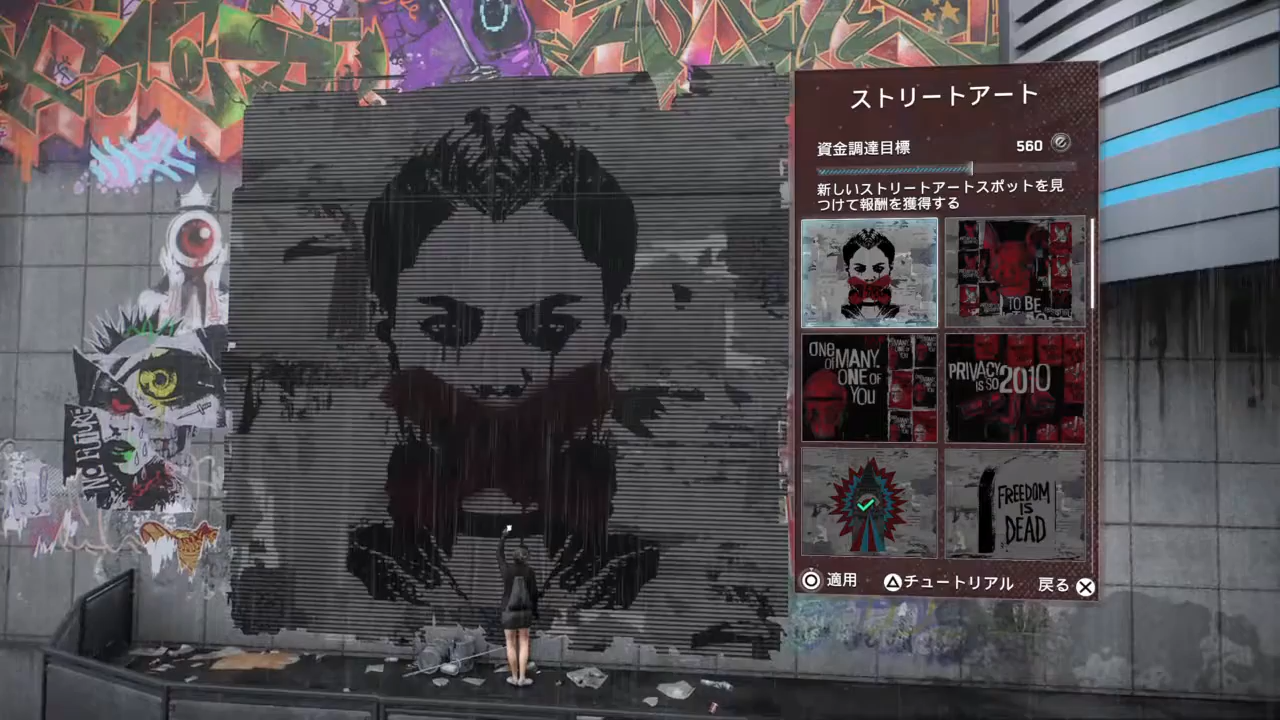 ストリートアート
資金調達目標 560
新しいストリートアートスポットを見
つけて報酬を獲得する
TO BE
ONE
OF MANY.
ONE OF
YOU
PRIVACY
IS SO 2010
FREEDOM
IS
DEAD
適用 チュートリアル 戻る
NO FUTURE